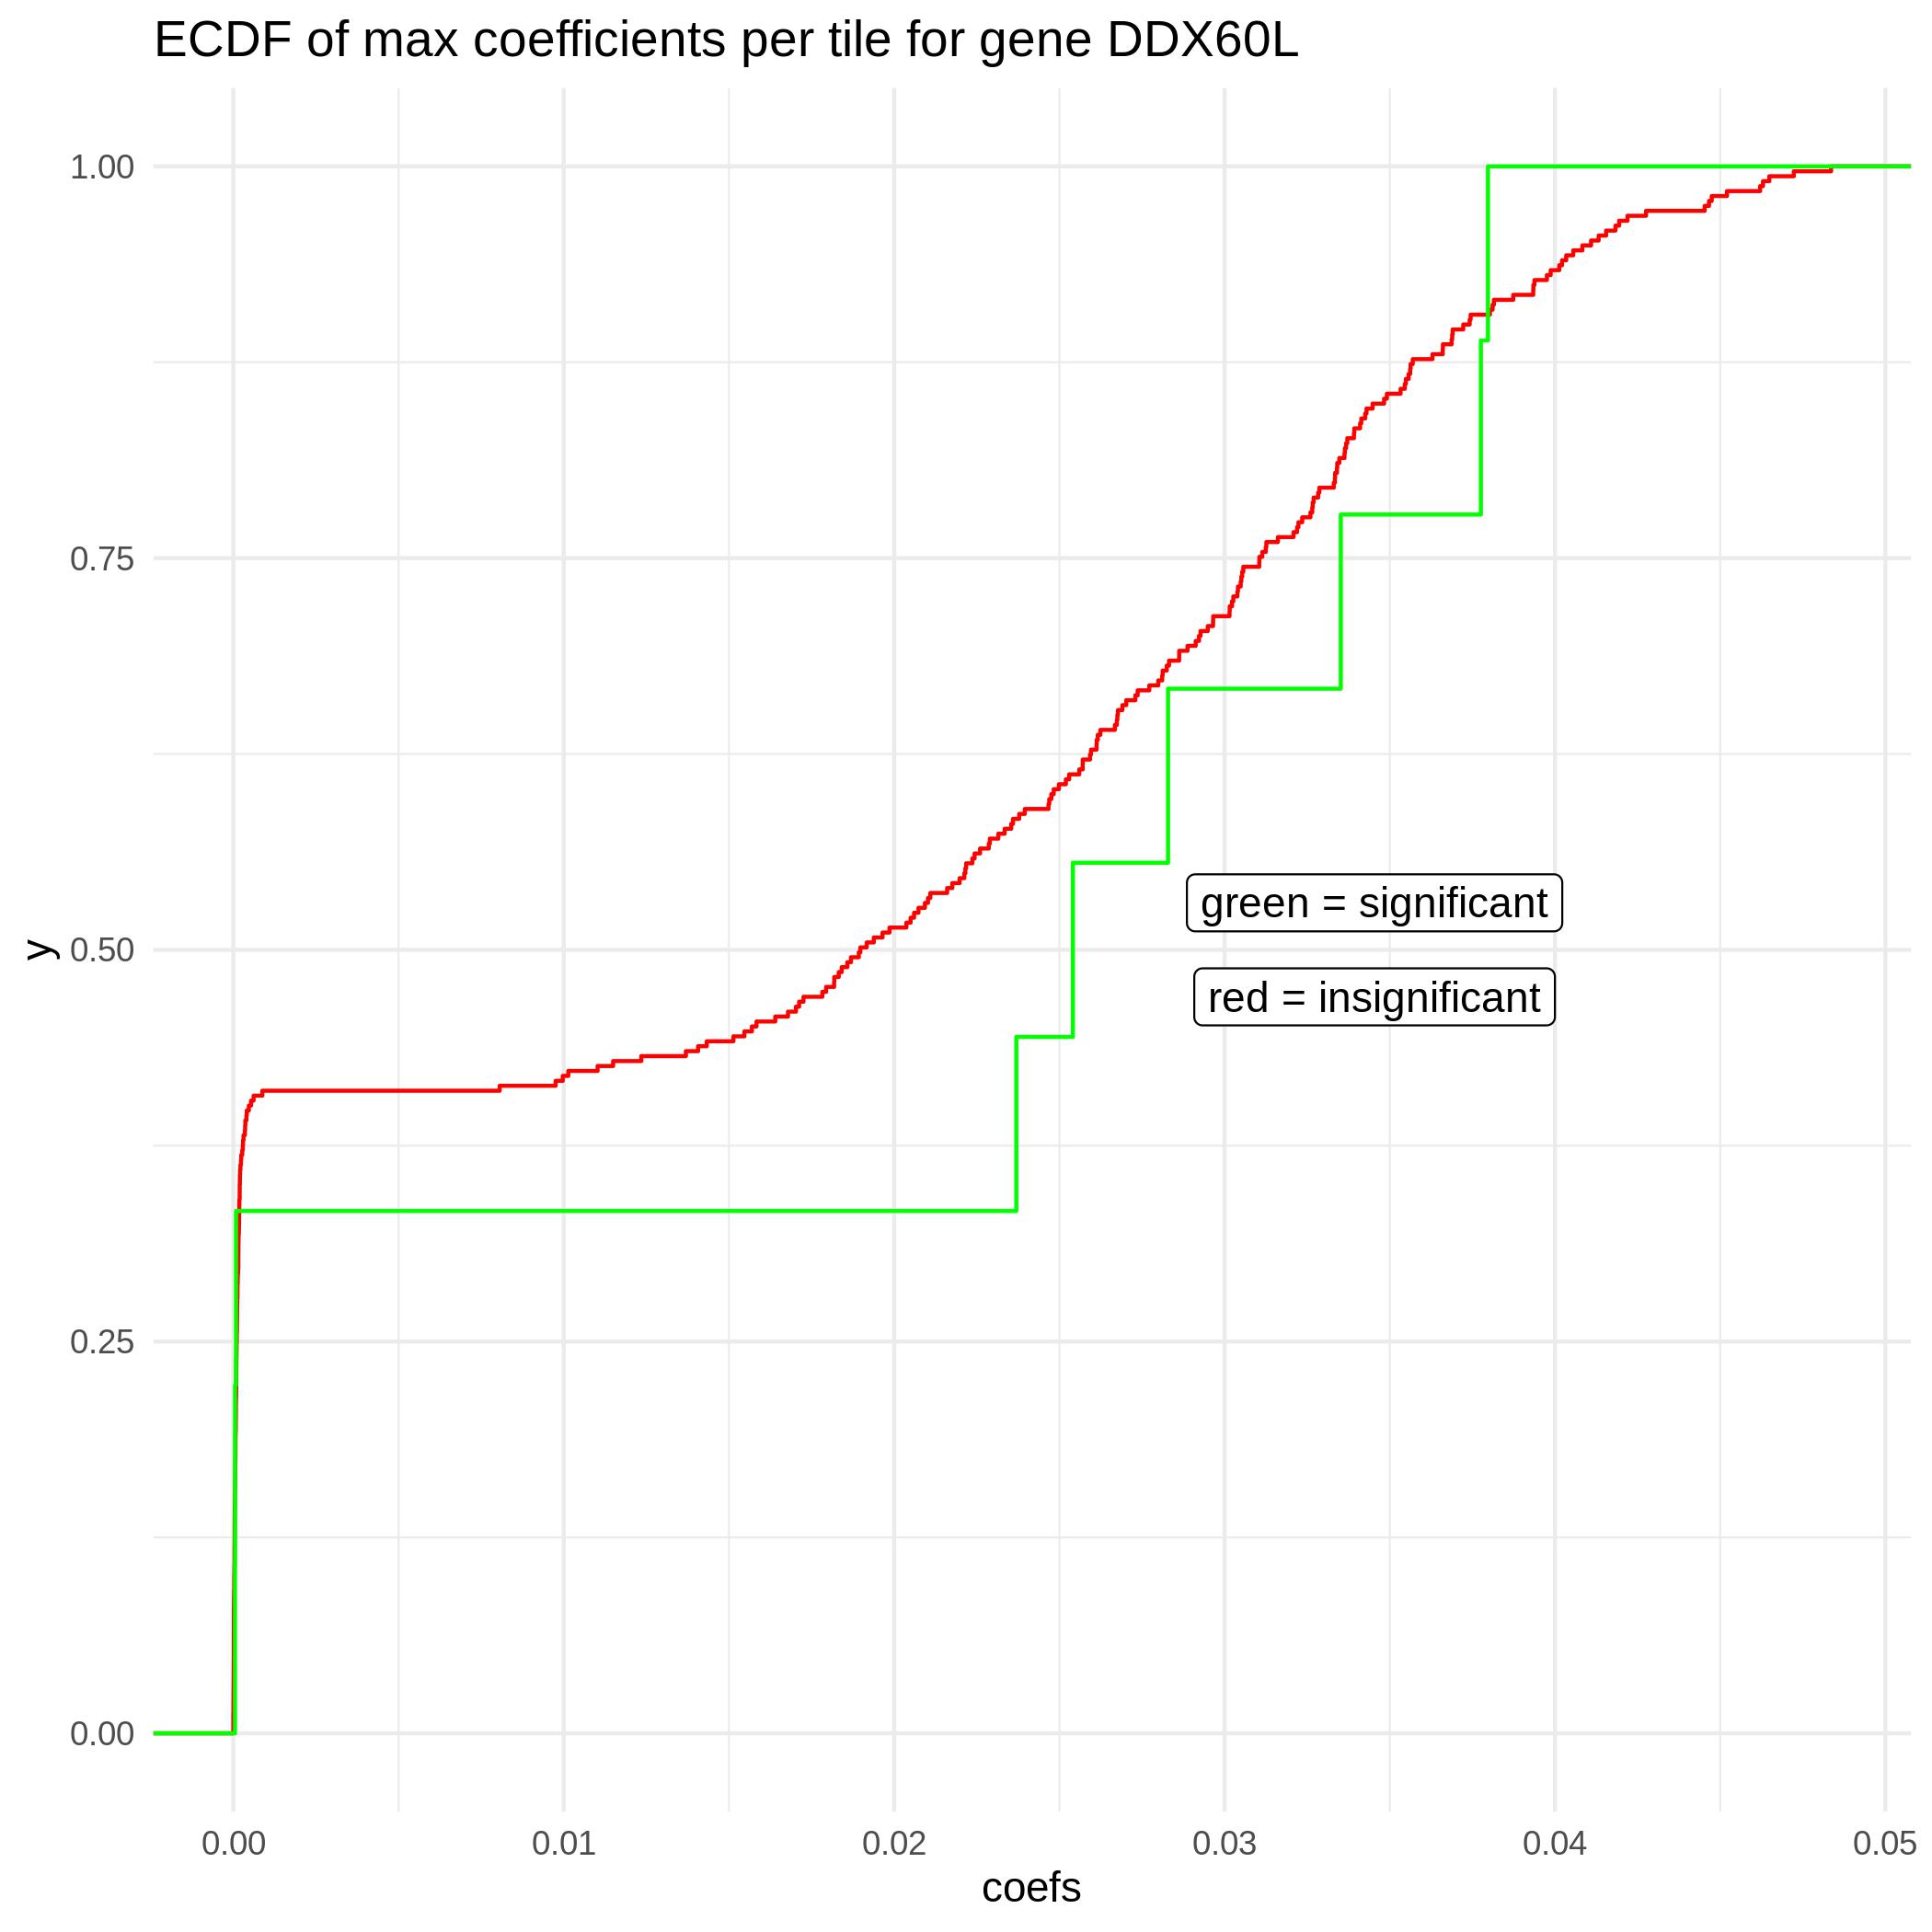 ECDF of max coefficients per tile for gene DDX60L
1.00
0.75
0.50
0.25
0.00
y
green = significant
red = insignificant
0.00 0.01 0.02 0.03 0.04 0.05
coefs